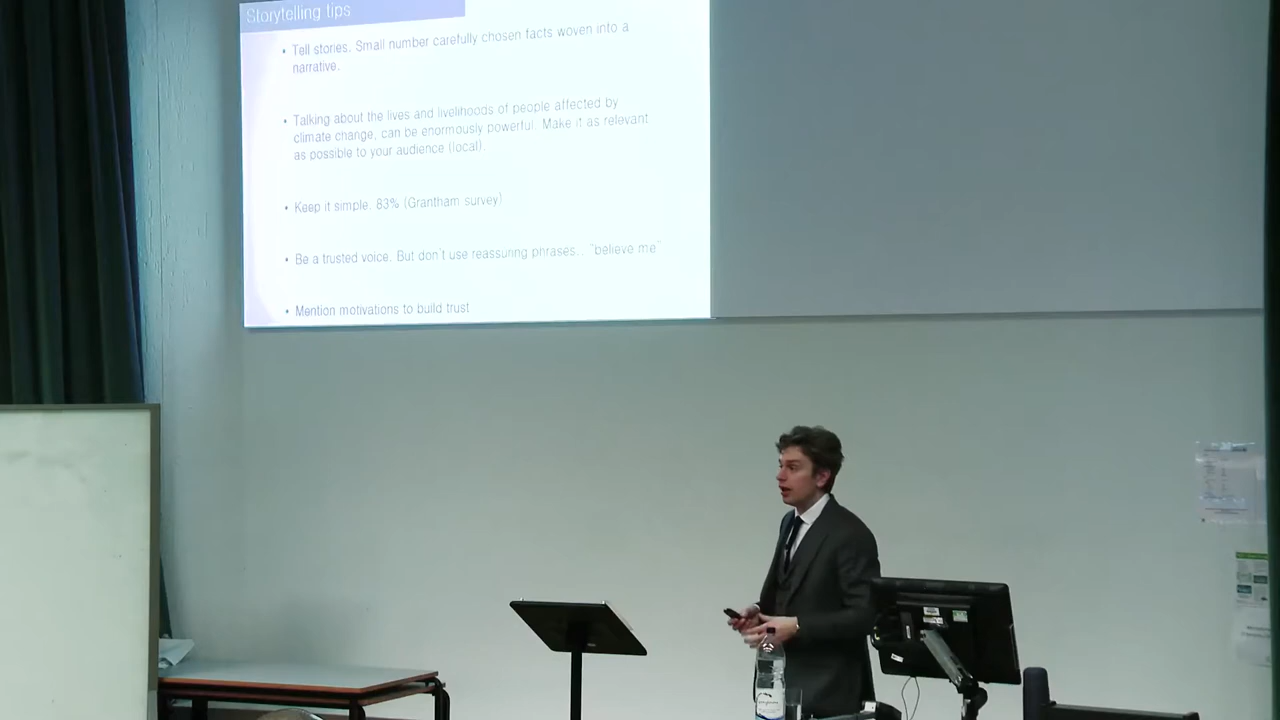 Storytelling tips
• Tell stories. Small number carefully chosen facts woven into a
narrative.
• Talking about the lives and livelihoods of people affected by
climate change, can be enormously powerful. Make it as relevant
as possible to your audience (local).
• Keep it simple. 83% (Grantham survey)
• Be a trusted voice. But don't use reassuring phrases... "believe me"
• Mention motivations to build trust